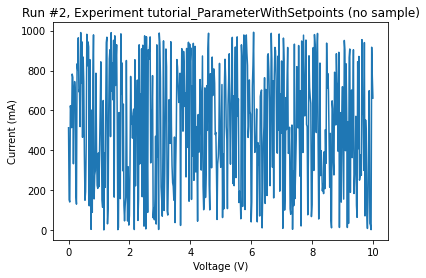 Run #2, Experiment tutorial_ParameterWithSetpoints (no sample)
1000
800
600
400
200
0
Current (mA)
0 2 4 6 8 10
Voltage (V)